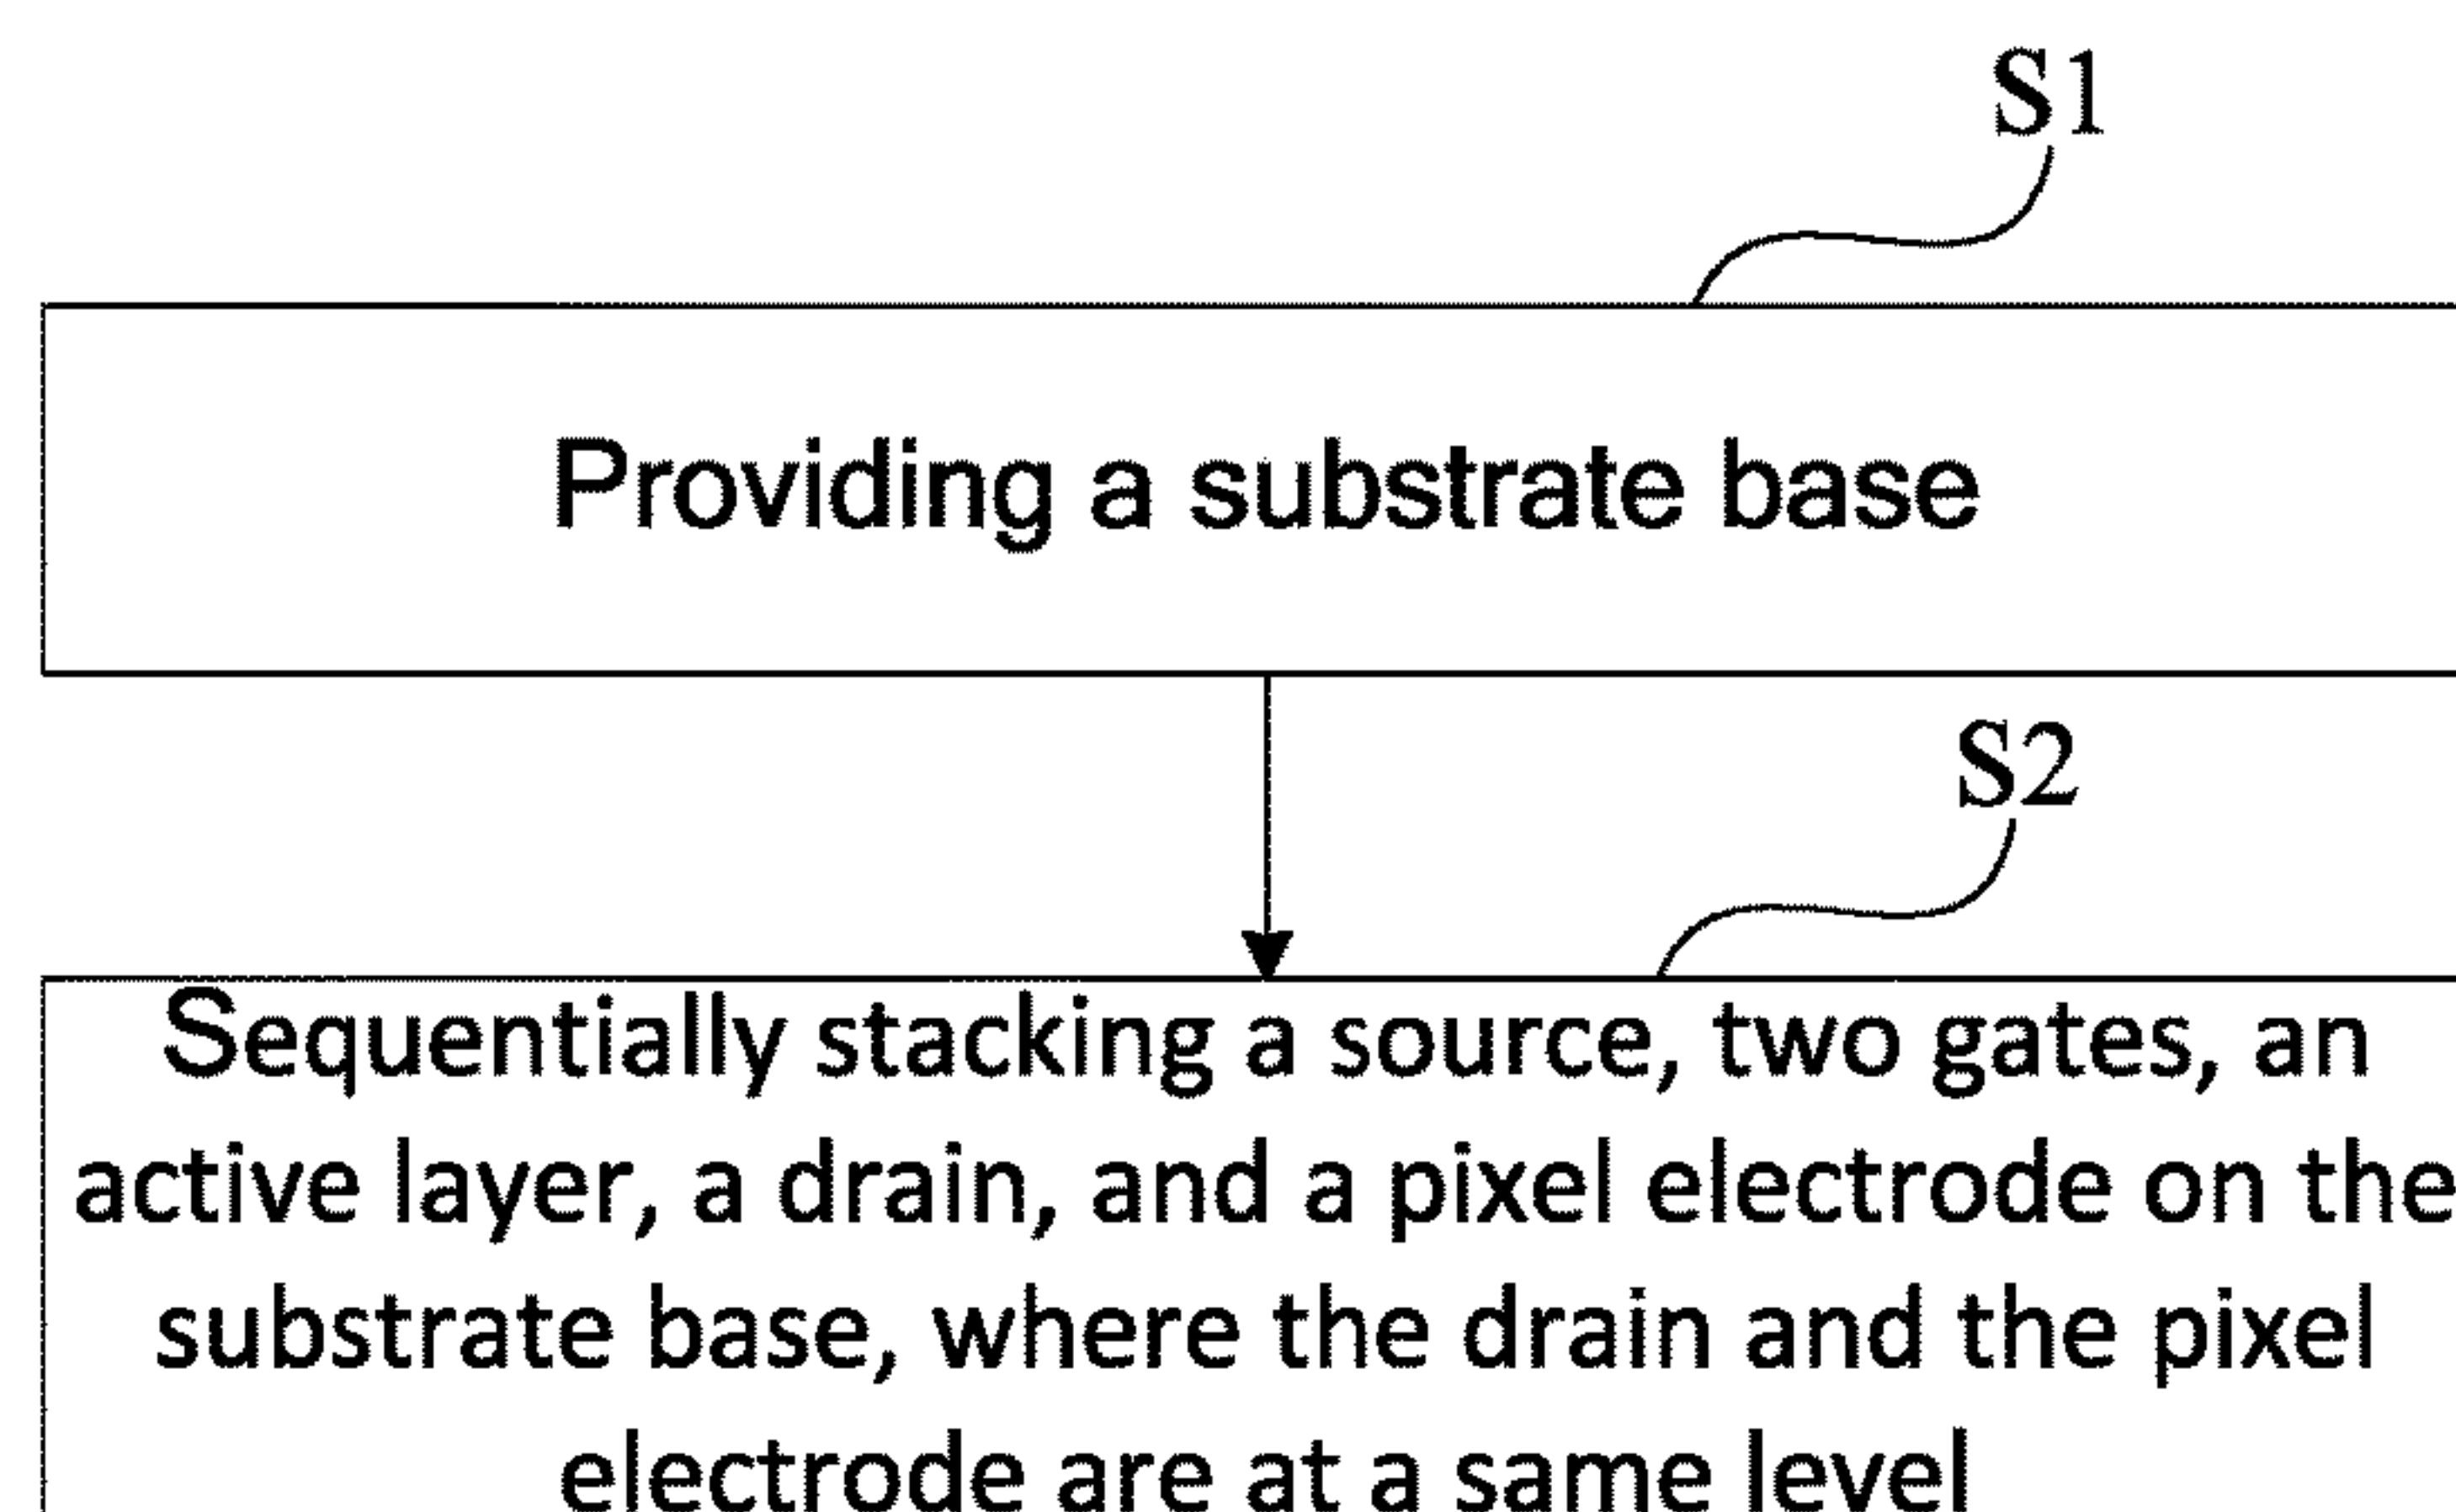 S1
Providing a substrate base
S2
Sequentially stacking a source, two gates, an
active layer, a drain, and a pixel electrode on the
substrate base, where the drain and the pixel
electrode are at a same level